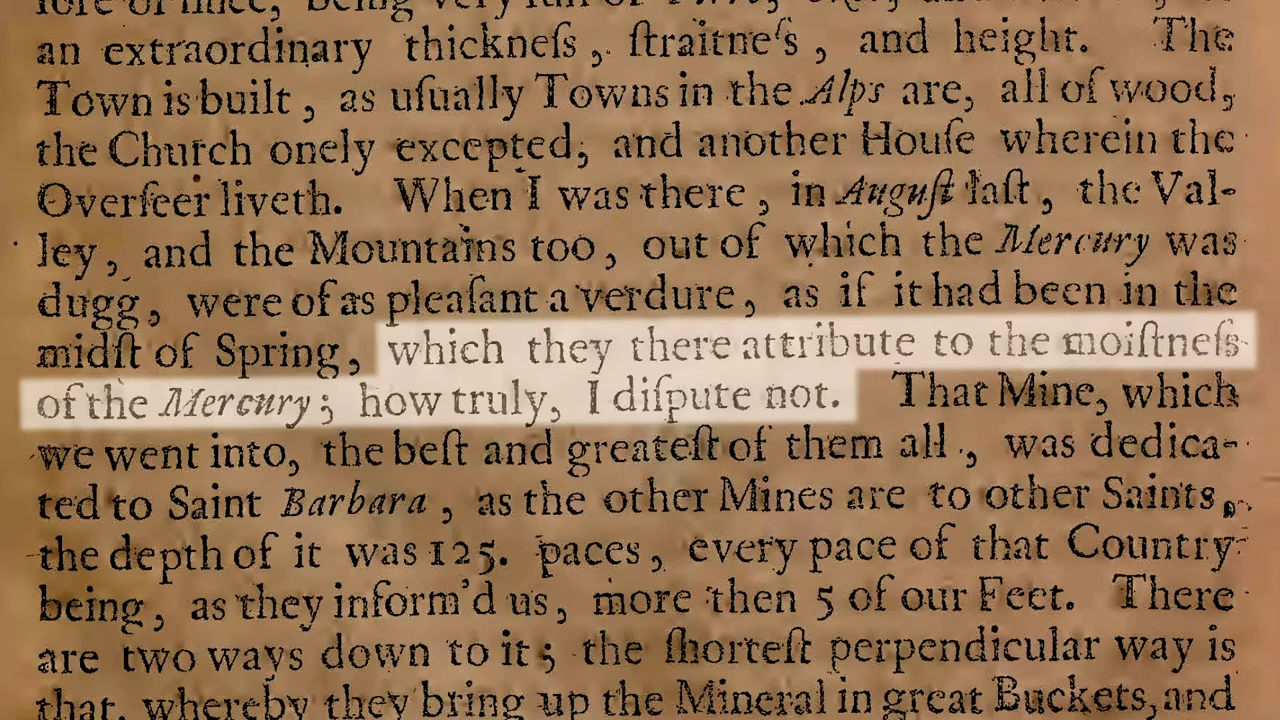 an extraordinary thickneſs, ſtraitneſs, and height. The
Town is built, as uſually Towns in the Alps are, all of wood,
the Church onely excepted, and another Houſe wherein the
Overſeer liveth. When I was there, in Auguſt laſt, the Val-
ley, and the Mountains too, out of which the Mercury was
dugg, were of as pleaſant a verdure, as if it had been in the
midſt of Spring, which they there attribute to the moiſtneſs
of the Mercury; how truly, I diſpute not. That Mine, which
we went into, the beſt and greateſt of them all, was dedica-
ted to Saint Barbara, as the other Mines are to other Saints,
the depth of it was 125. paces, every pace of that Country
being, as they inform'd us, more then 5 of our Feet. There
are two ways down to it; the ſhorteſt perpendicular way is
that, whereby they bring up the Mineral in great Buckets, and